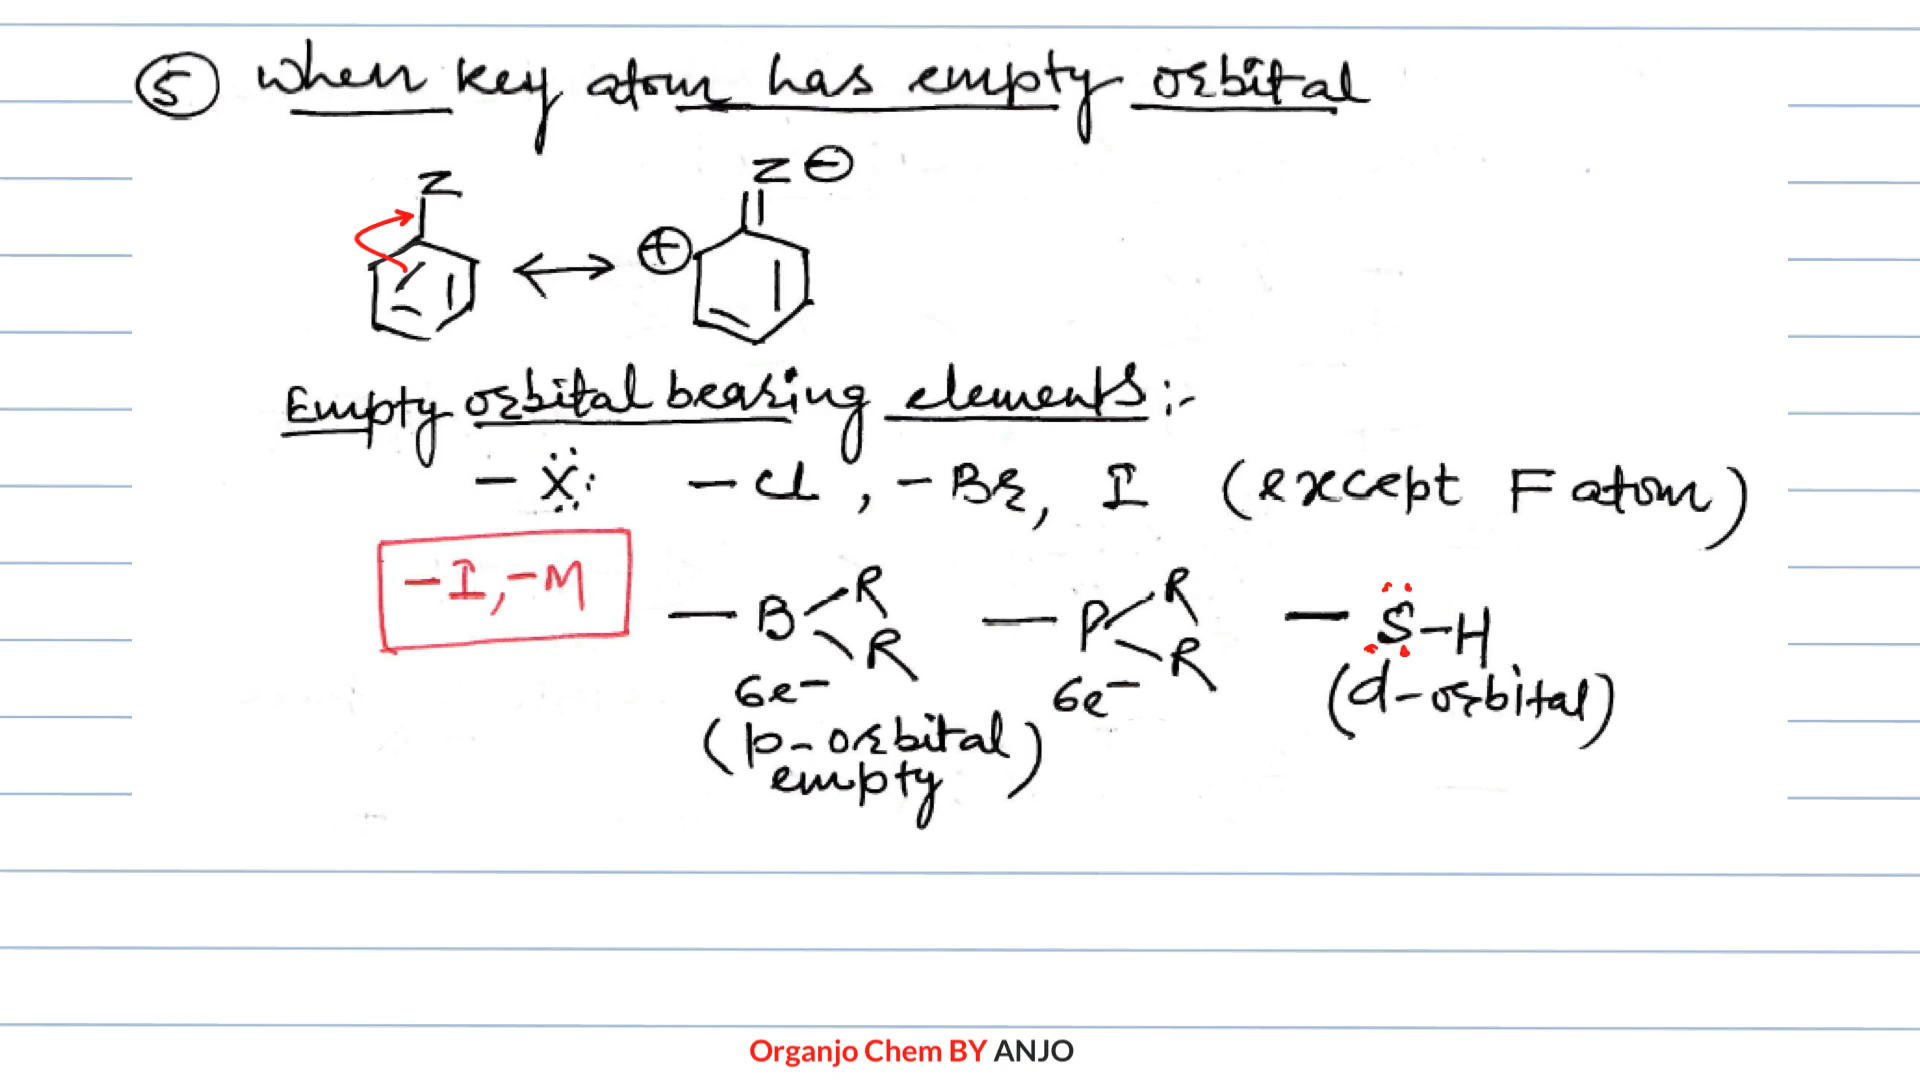 ⑤ When key atom has empty orbital
Z Z ⊖
⊕
Empty orbital bearing elements :-
- X - Cl , - Br, I (except F atom)
-I, -M
- B R R - P R R - S - H
6e⁻ 6e⁻ (d-orbital)
(p-orbital empty)
Organjo Chem BY ANJO